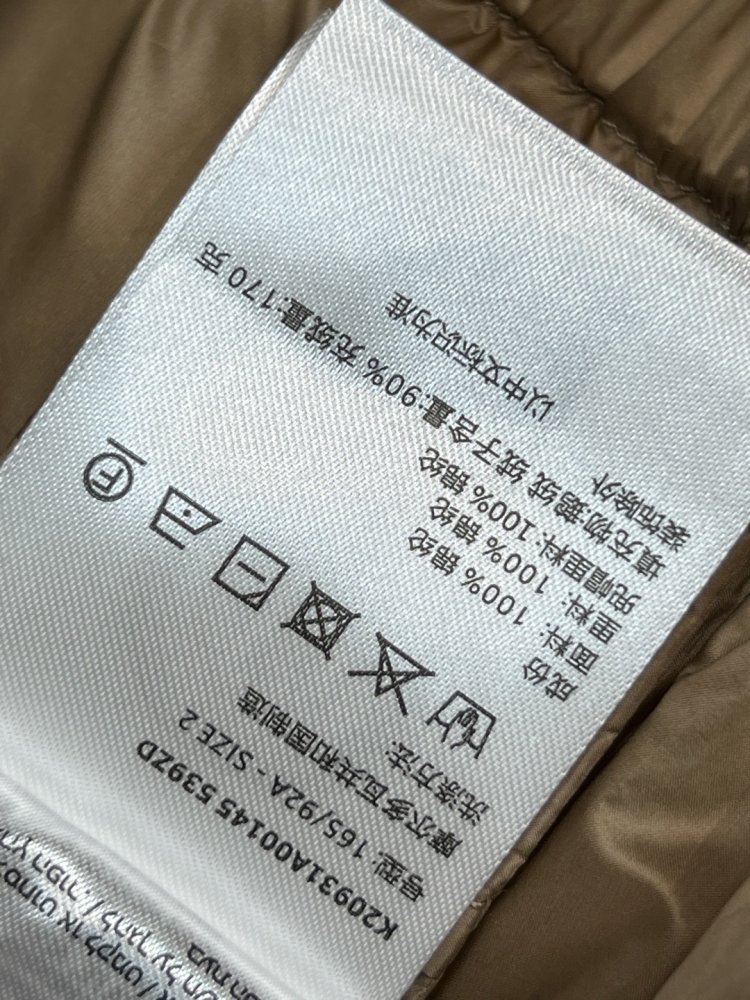 K20931A00145 539ZD
号型: 165/92A - SIZE 2
摩尔多瓦共和国制造
洗涤方法:
F
成份
面料: 100% 锦纶
里料: 100% 锦纶
兜帽里料: 100% 锦纶
填充物:鹅绒 绒子含量:90% 充绒量:170 克
装饰除外
以中文标识为准